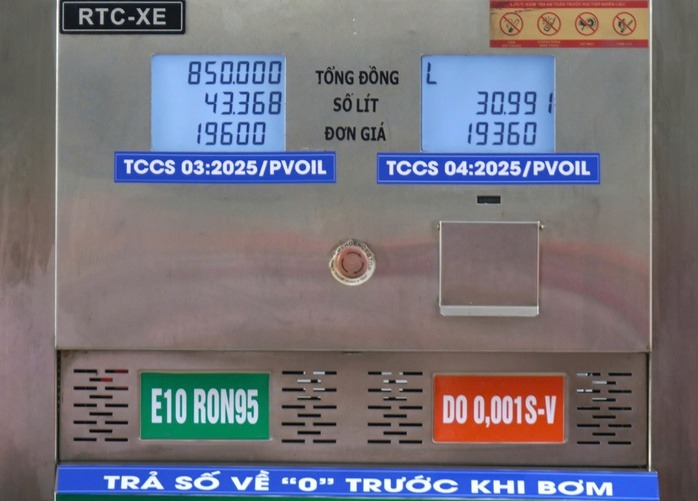 RTC-XE
850.000
43.368
19600
TỔNG ĐỒNG
SỐ LÍT
ĐƠN GIÁ
L
30.991
19360
TCCS 03:2025/PVOIL
TCCS 04:2025/PVOIL
E10 RON95
DO 0,001S-V
TRẢ SỐ VỀ “0” TRƯỚC KHI BƠM